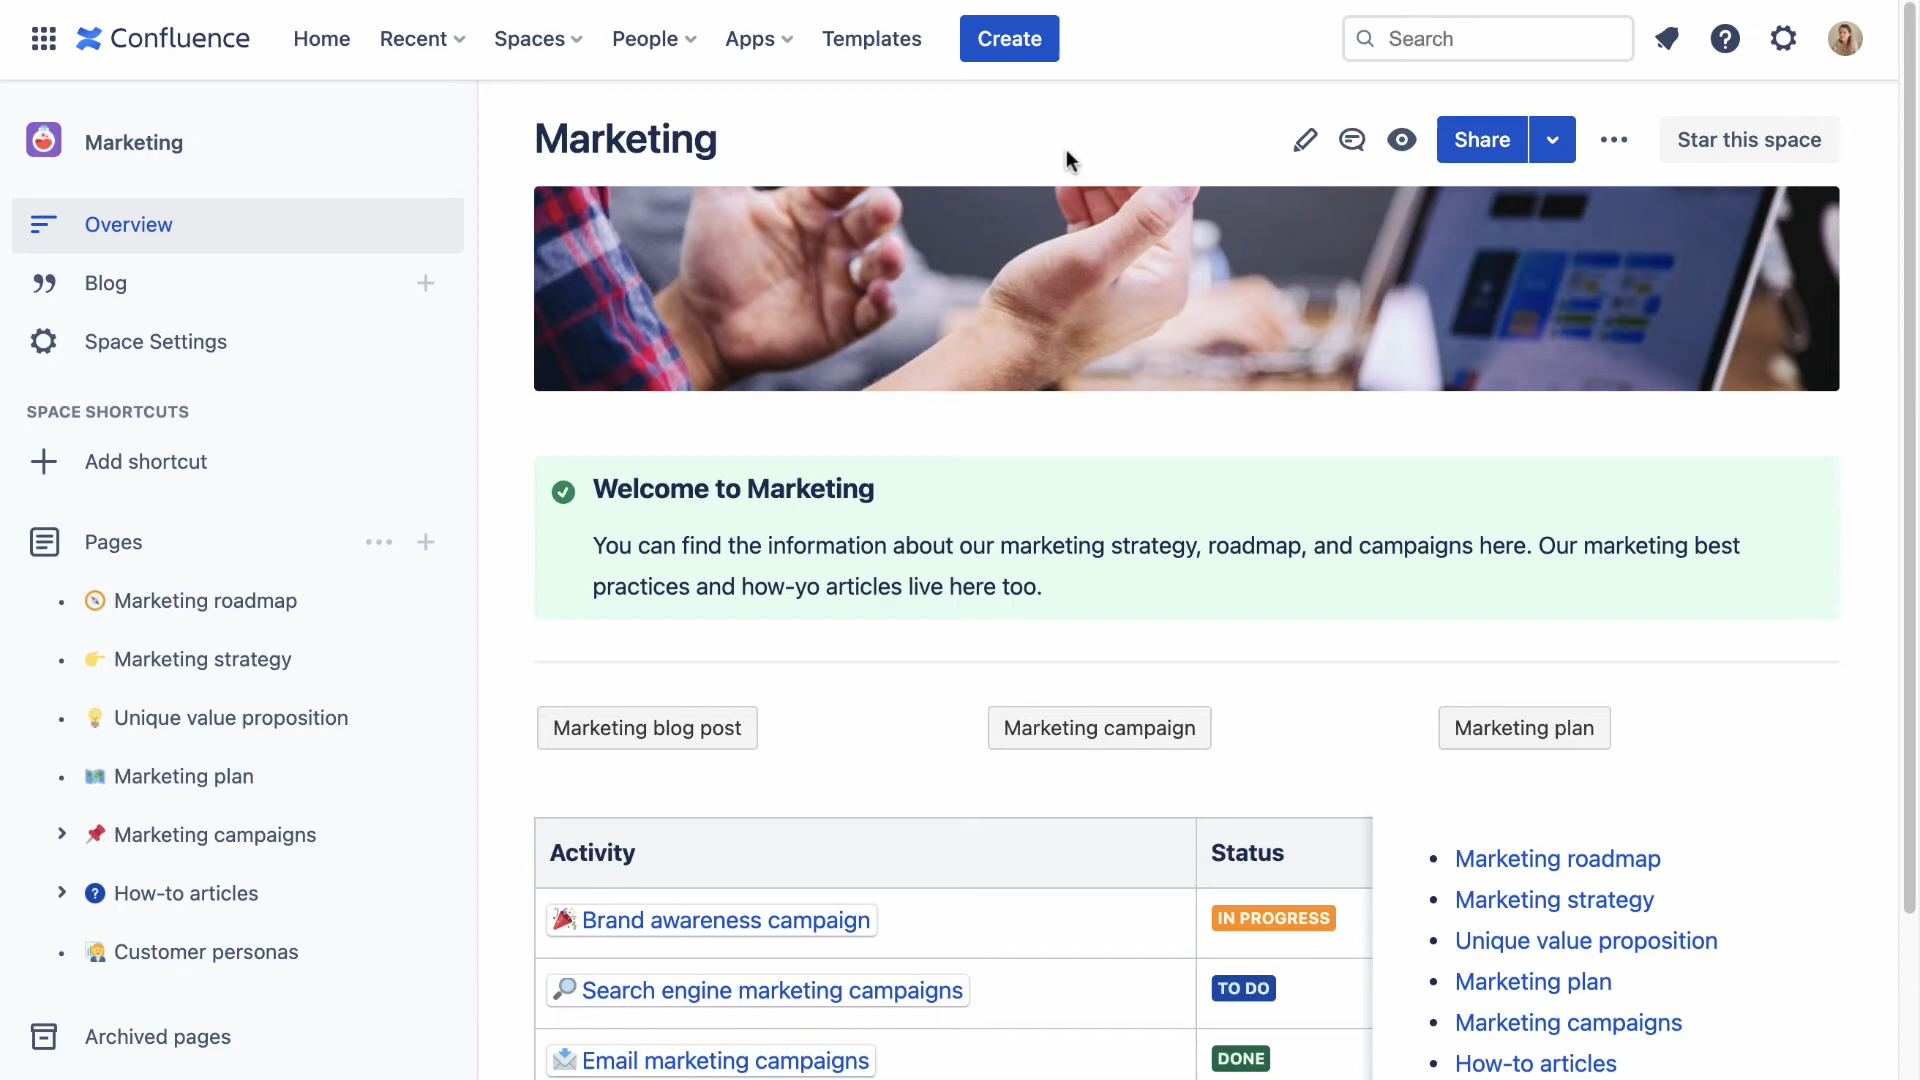 Confluence
Home
Recent
Spaces
People
Apps
Templates
Create
Search
Marketing
Overview
Blog
Space Settings
SPACE SHORTCUTS
Add shortcut
Pages
Marketing roadmap
Marketing strategy
Unique value proposition
Marketing plan
Marketing campaigns
How-to articles
Customer personas
Archived pages
Marketing
Share
Star this space
Welcome to Marketing
You can find the information about our marketing strategy, roadmap, and campaigns here. Our marketing best
practices and how-yo articles live here too.
Marketing blog post
Marketing campaign
Marketing plan
Activity
Status
Brand awareness campaign
IN PROGRESS
Search engine marketing campaigns
TO DO
Email marketing campaigns
DONE
Marketing roadmap
Marketing strategy
Unique value proposition
Marketing plan
Marketing campaigns
How-to articles